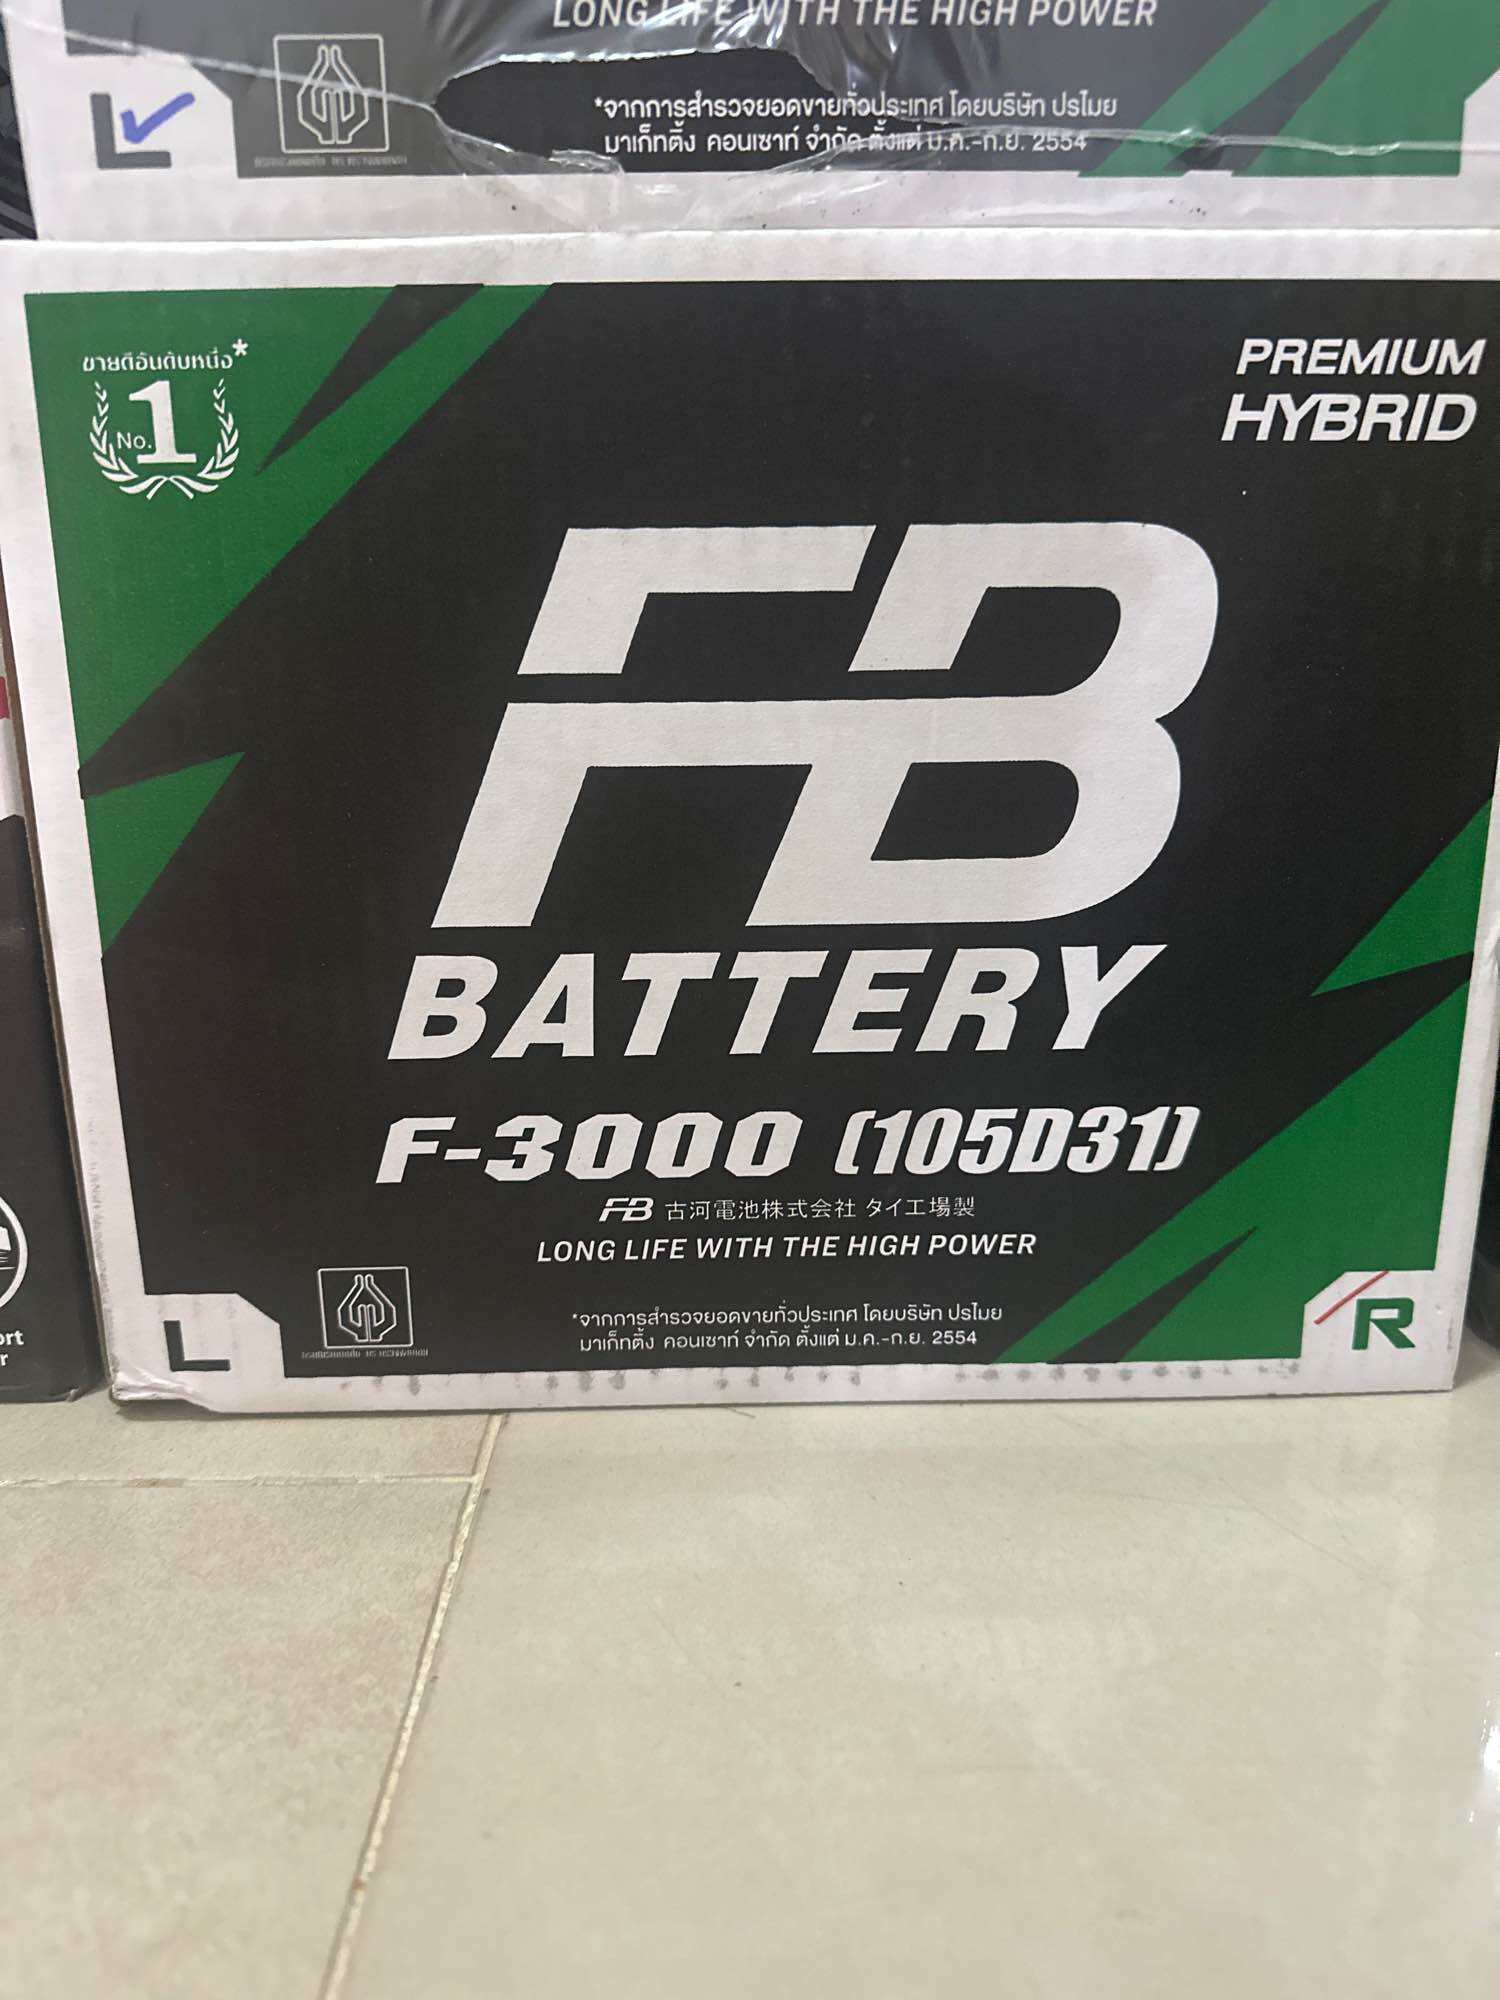 LONG LIFE WITH THE HIGH POWER
L
*จากการสำรวจยอดขายทั่วประเทศ โดยบริษัท ปรไมย
มาเก็ทติ้ง คอนเซาท์ จำกัด ตั้งแต่ ม.ค.-ก.ย. 2554
ขายดีอันดับหนึ่ง*
No.1
PREMIUM
HYBRID
FB
BATTERY
F-3000 (105D31)
FB 古河電池株式会社 タイ工場製
LONG LIFE WITH THE HIGH POWER
*จากการสำรวจยอดขายทั่วประเทศ โดยบริษัท ปรไมย
มาเก็ทติ้ง คอนเซาท์ จำกัด ตั้งแต่ ม.ค.-ก.ย. 2554
L
R